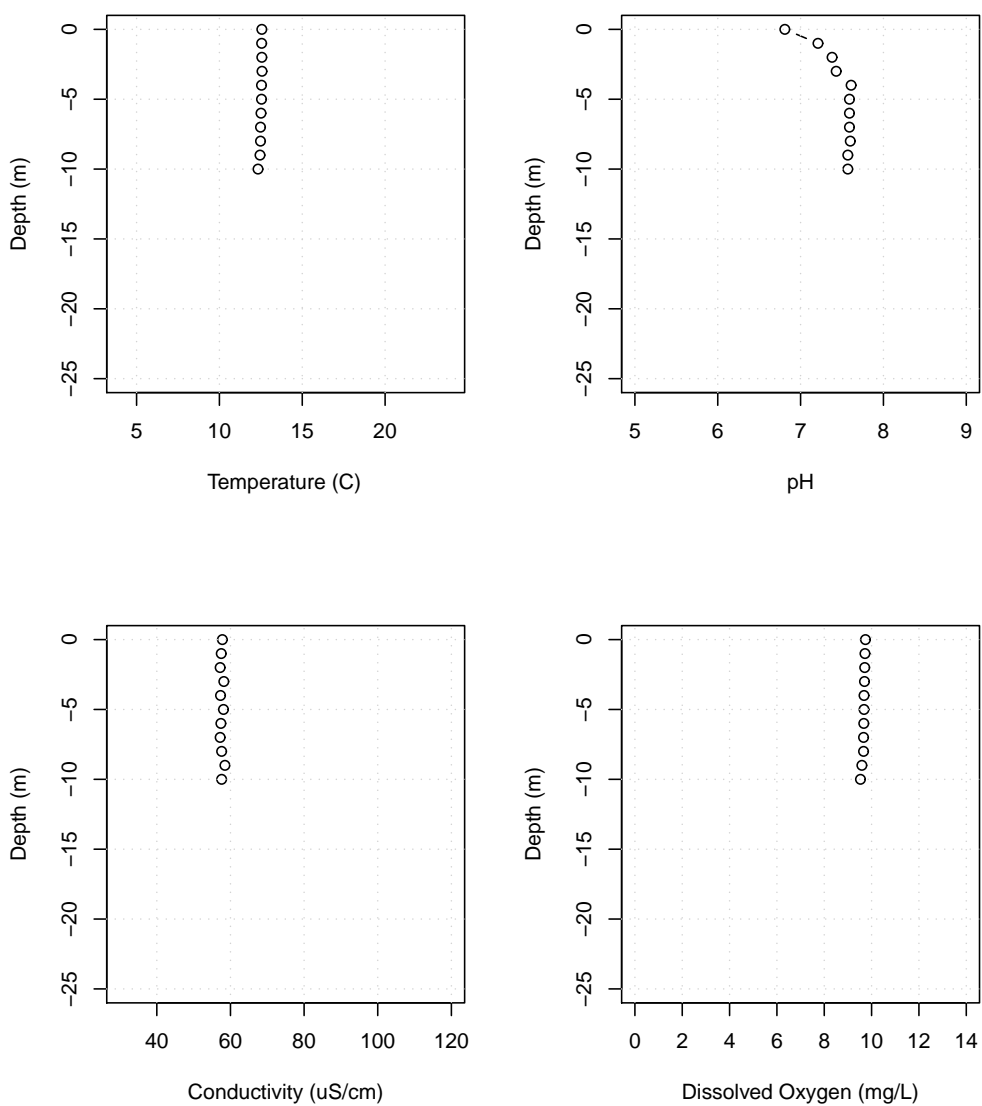 0
−5
−10
−15
−20
−25
Depth (m)
5 10 15 20
Temperature (C)
0
−5
−10
−15
−20
−25
Depth (m)
5 6 7 8 9
pH
0
−5
−10
−15
−20
−25
Depth (m)
40 60 80 100 120
Conductivity (uS/cm)
0
−5
−10
−15
−20
−25
Depth (m)
0 2 4 6 8 10 12 14
Dissolved Oxygen (mg/L)